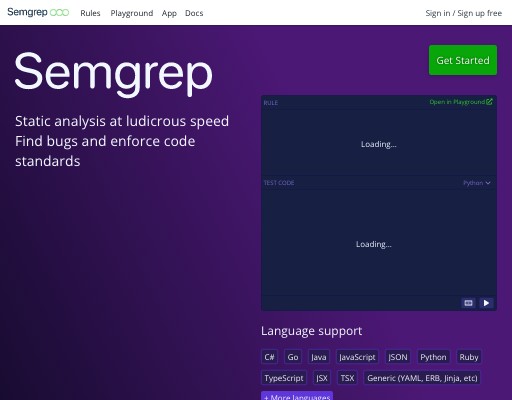 Semgrep
Rules Playground App Docs
Sign in / Sign up free
Semgrep
Static analysis at ludicrous speed
Find bugs and enforce code
standards
Get Started
RULE
Open in Playground
Loading...
TEST CODE
Python
Loading...
Language support
C# Go Java JavaScript JSON Python Ruby
TypeScript JSX TSX Generic (YAML, ERB, Jinja, etc)
+ More languages